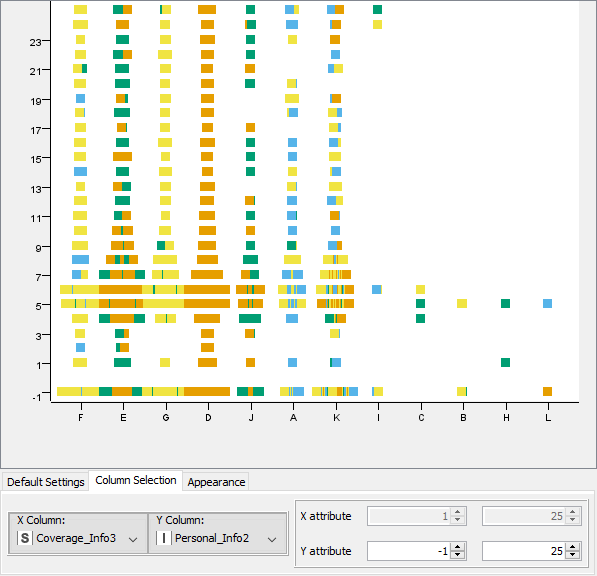 23
21
19
17
15
13
11
9
7
5
3
1
-1
F E G D J A K I C B H L
Default Settings Column Selection Appearance
X Column: Y Column:
S Coverage_Info3 I Personal_Info2
X attribute 1 25
Y attribute -1 25